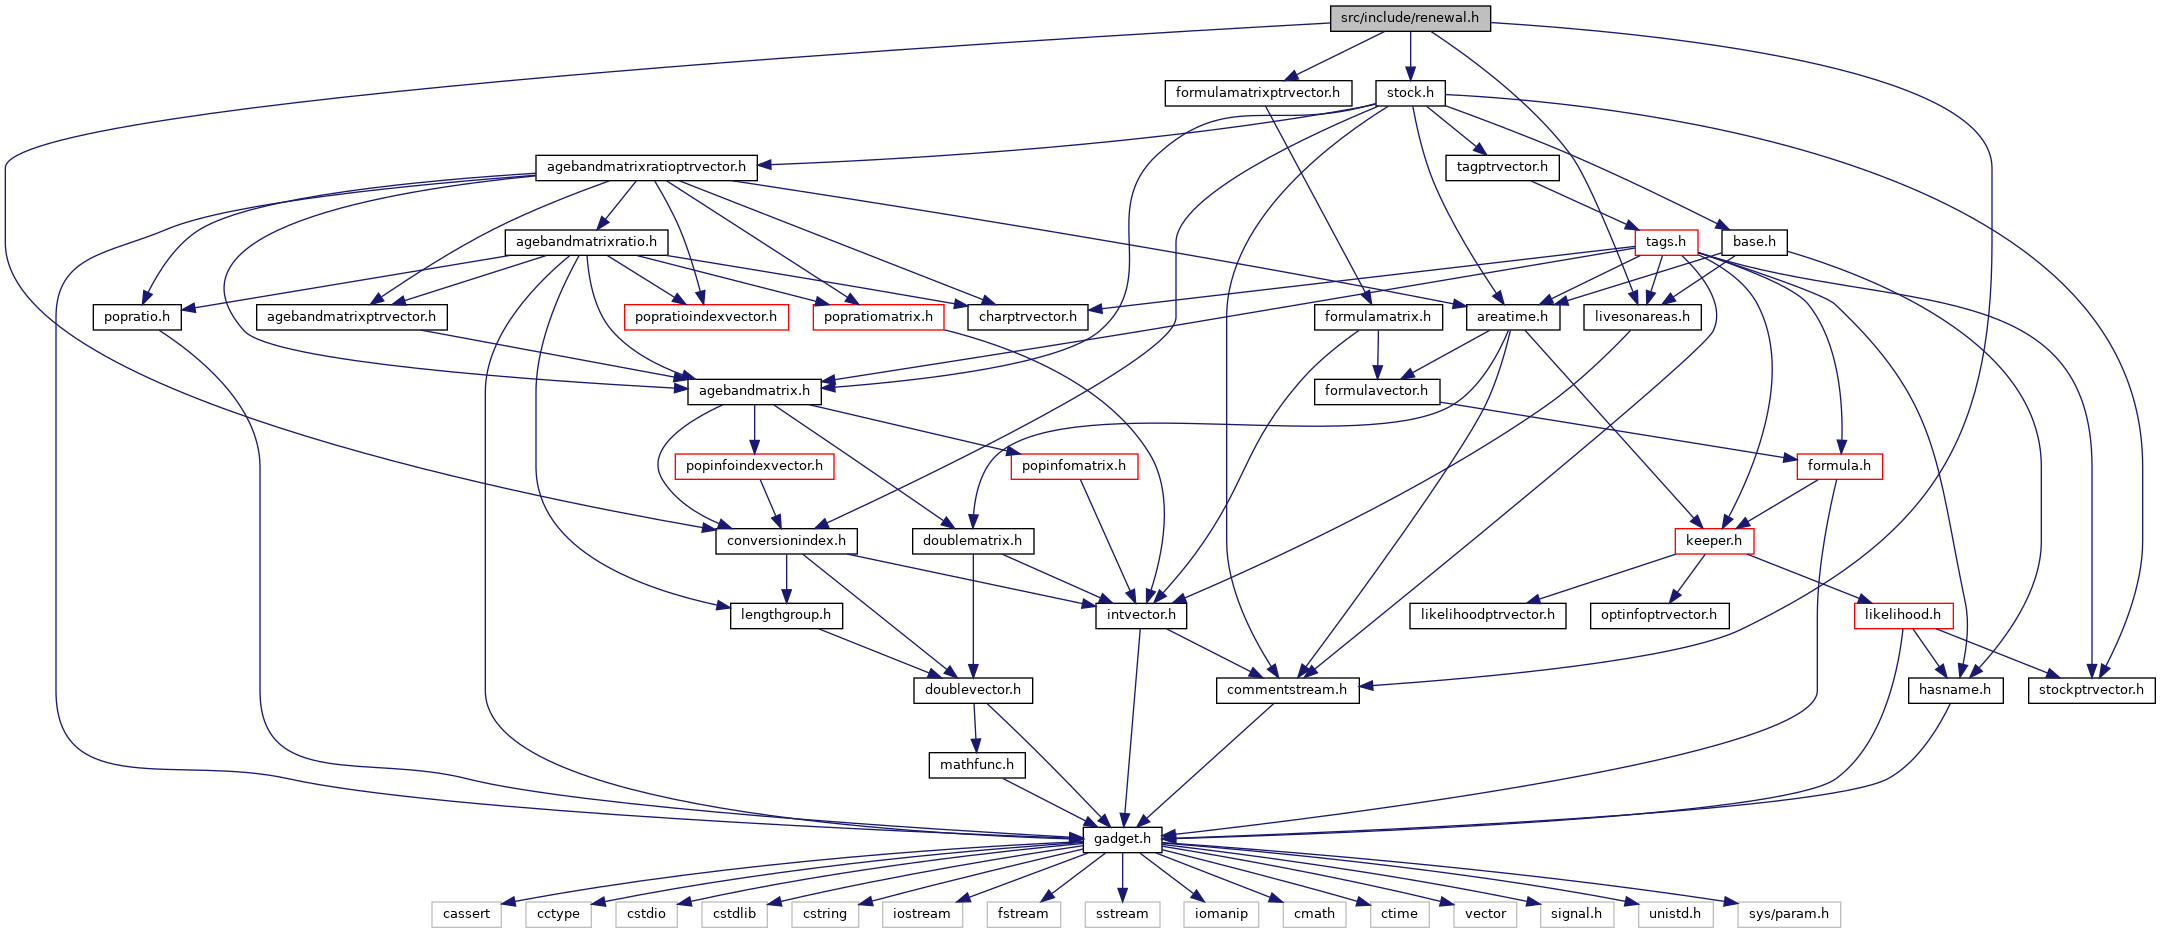 src/include/renewal.h
formulamatrixptrvector.h
stock.h
agebandmatrixratioptrvector.h
tagptrvector.h
agebandmatrixratio.h
tags.h
base.h
popratio.h
agebandmatrixptrvector.h
popratioindexvector.h
popratiomatrix.h
charptrvector.h
formulamatrix.h
areatime.h
livesonareas.h
agebandmatrix.h
formulavector.h
popinfoindexvector.h
popinfomatrix.h
formula.h
conversionindex.h
doublematrix.h
keeper.h
lengthgroup.h
intvector.h
likelihoodptrvector.h
optinfoptrvector.h
likelihood.h
doublevector.h
commentstream.h
hasname.h
stockptrvector.h
mathfunc.h
gadget.h
cassert
cctype
cstdio
cstdlib
cstring
iostream
fstream
sstream
iomanip
cmath
ctime
vector
signal.h
unistd.h
sys/param.h